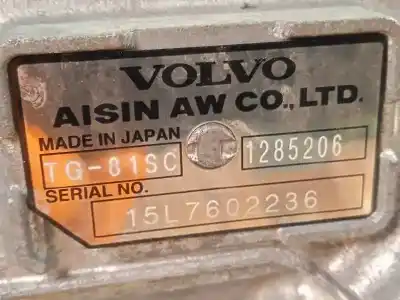 VOLVO
AISIN AW CO., LTD.
MADE IN JAPAN
TG-81SC 1285206
SERIAL NO.
15L7602236